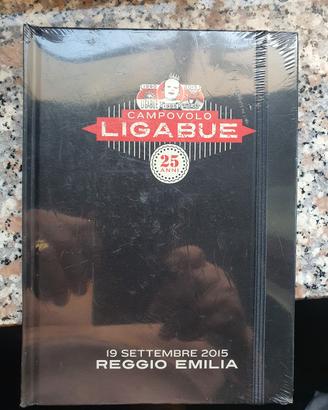 CAMPOVOLO
LIGABUE
25
ANNI
19 SETTEMBRE 2015
REGGIO EMILIA